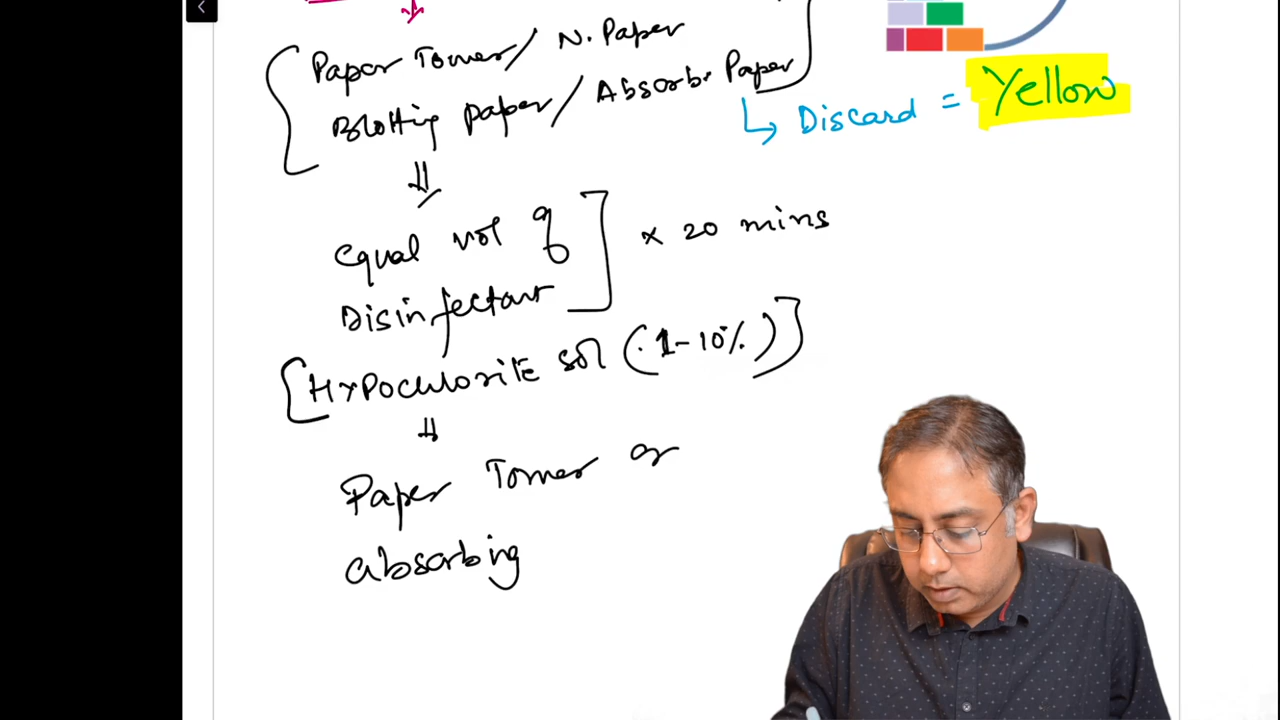 Paper Towel / N. Paper
Blotting paper / Absorb. Paper
↳ Discard = Yellow
⇓
Equal vol of
Disinfectant ] × 20 mins
[Hypochlorite sol (.1-10%)]
⇓
Paper Towel or
absorbing